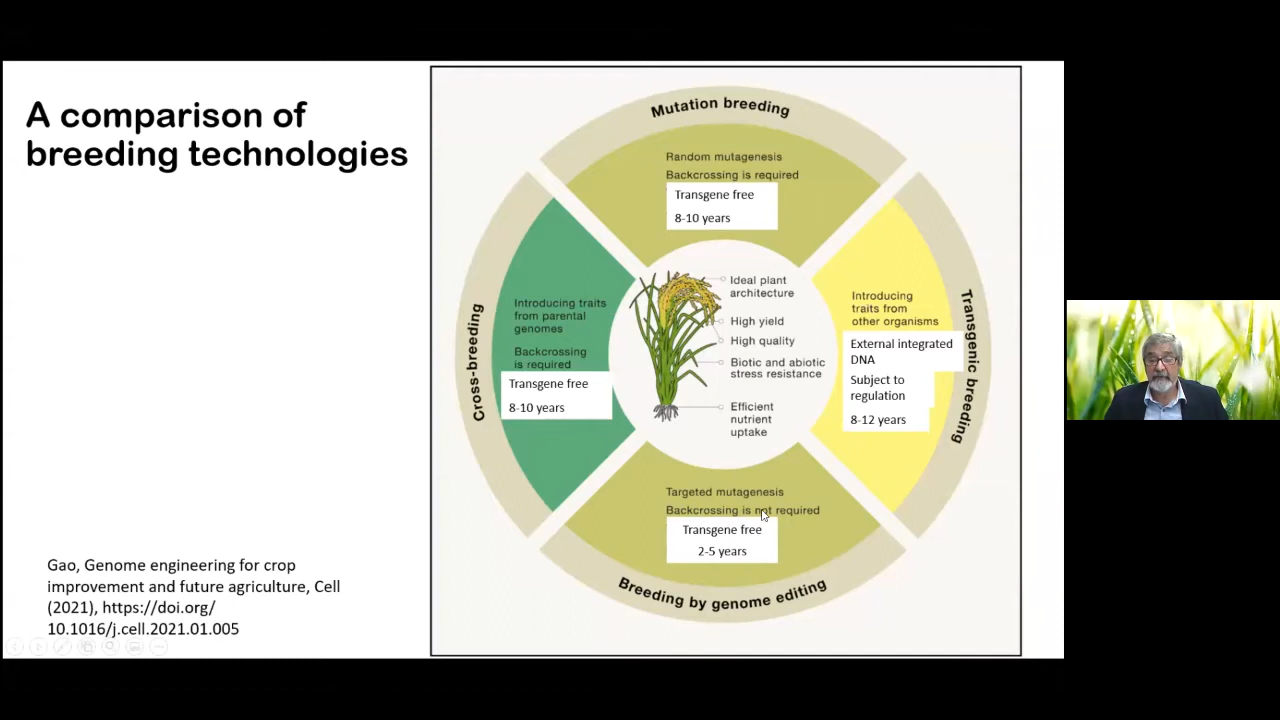 A comparison of
breeding technologies
Mutation breeding
Random mutagenesis
Backcrossing is required
Transgene free
8-10 years
Cross-breeding
Introducing traits
from parental
genomes
Backcrossing
is required
Transgene free
8-10 years
Ideal plant
architecture
High yield
High quality
Biotic and abiotic
stress resistance
Efficient
nutrient
uptake
Transgenic breeding
Introducing
traits from
other organisms
External integrated
DNA
Subject to
regulation
8-12 years
Targeted mutagenesis
Backcrossing is not required
Transgene free
2-5 years
Breeding by genome editing
Gao, Genome engineering for crop
improvement and future agriculture, Cell
(2021), https://doi.org/
10.1016/j.cell.2021.01.005